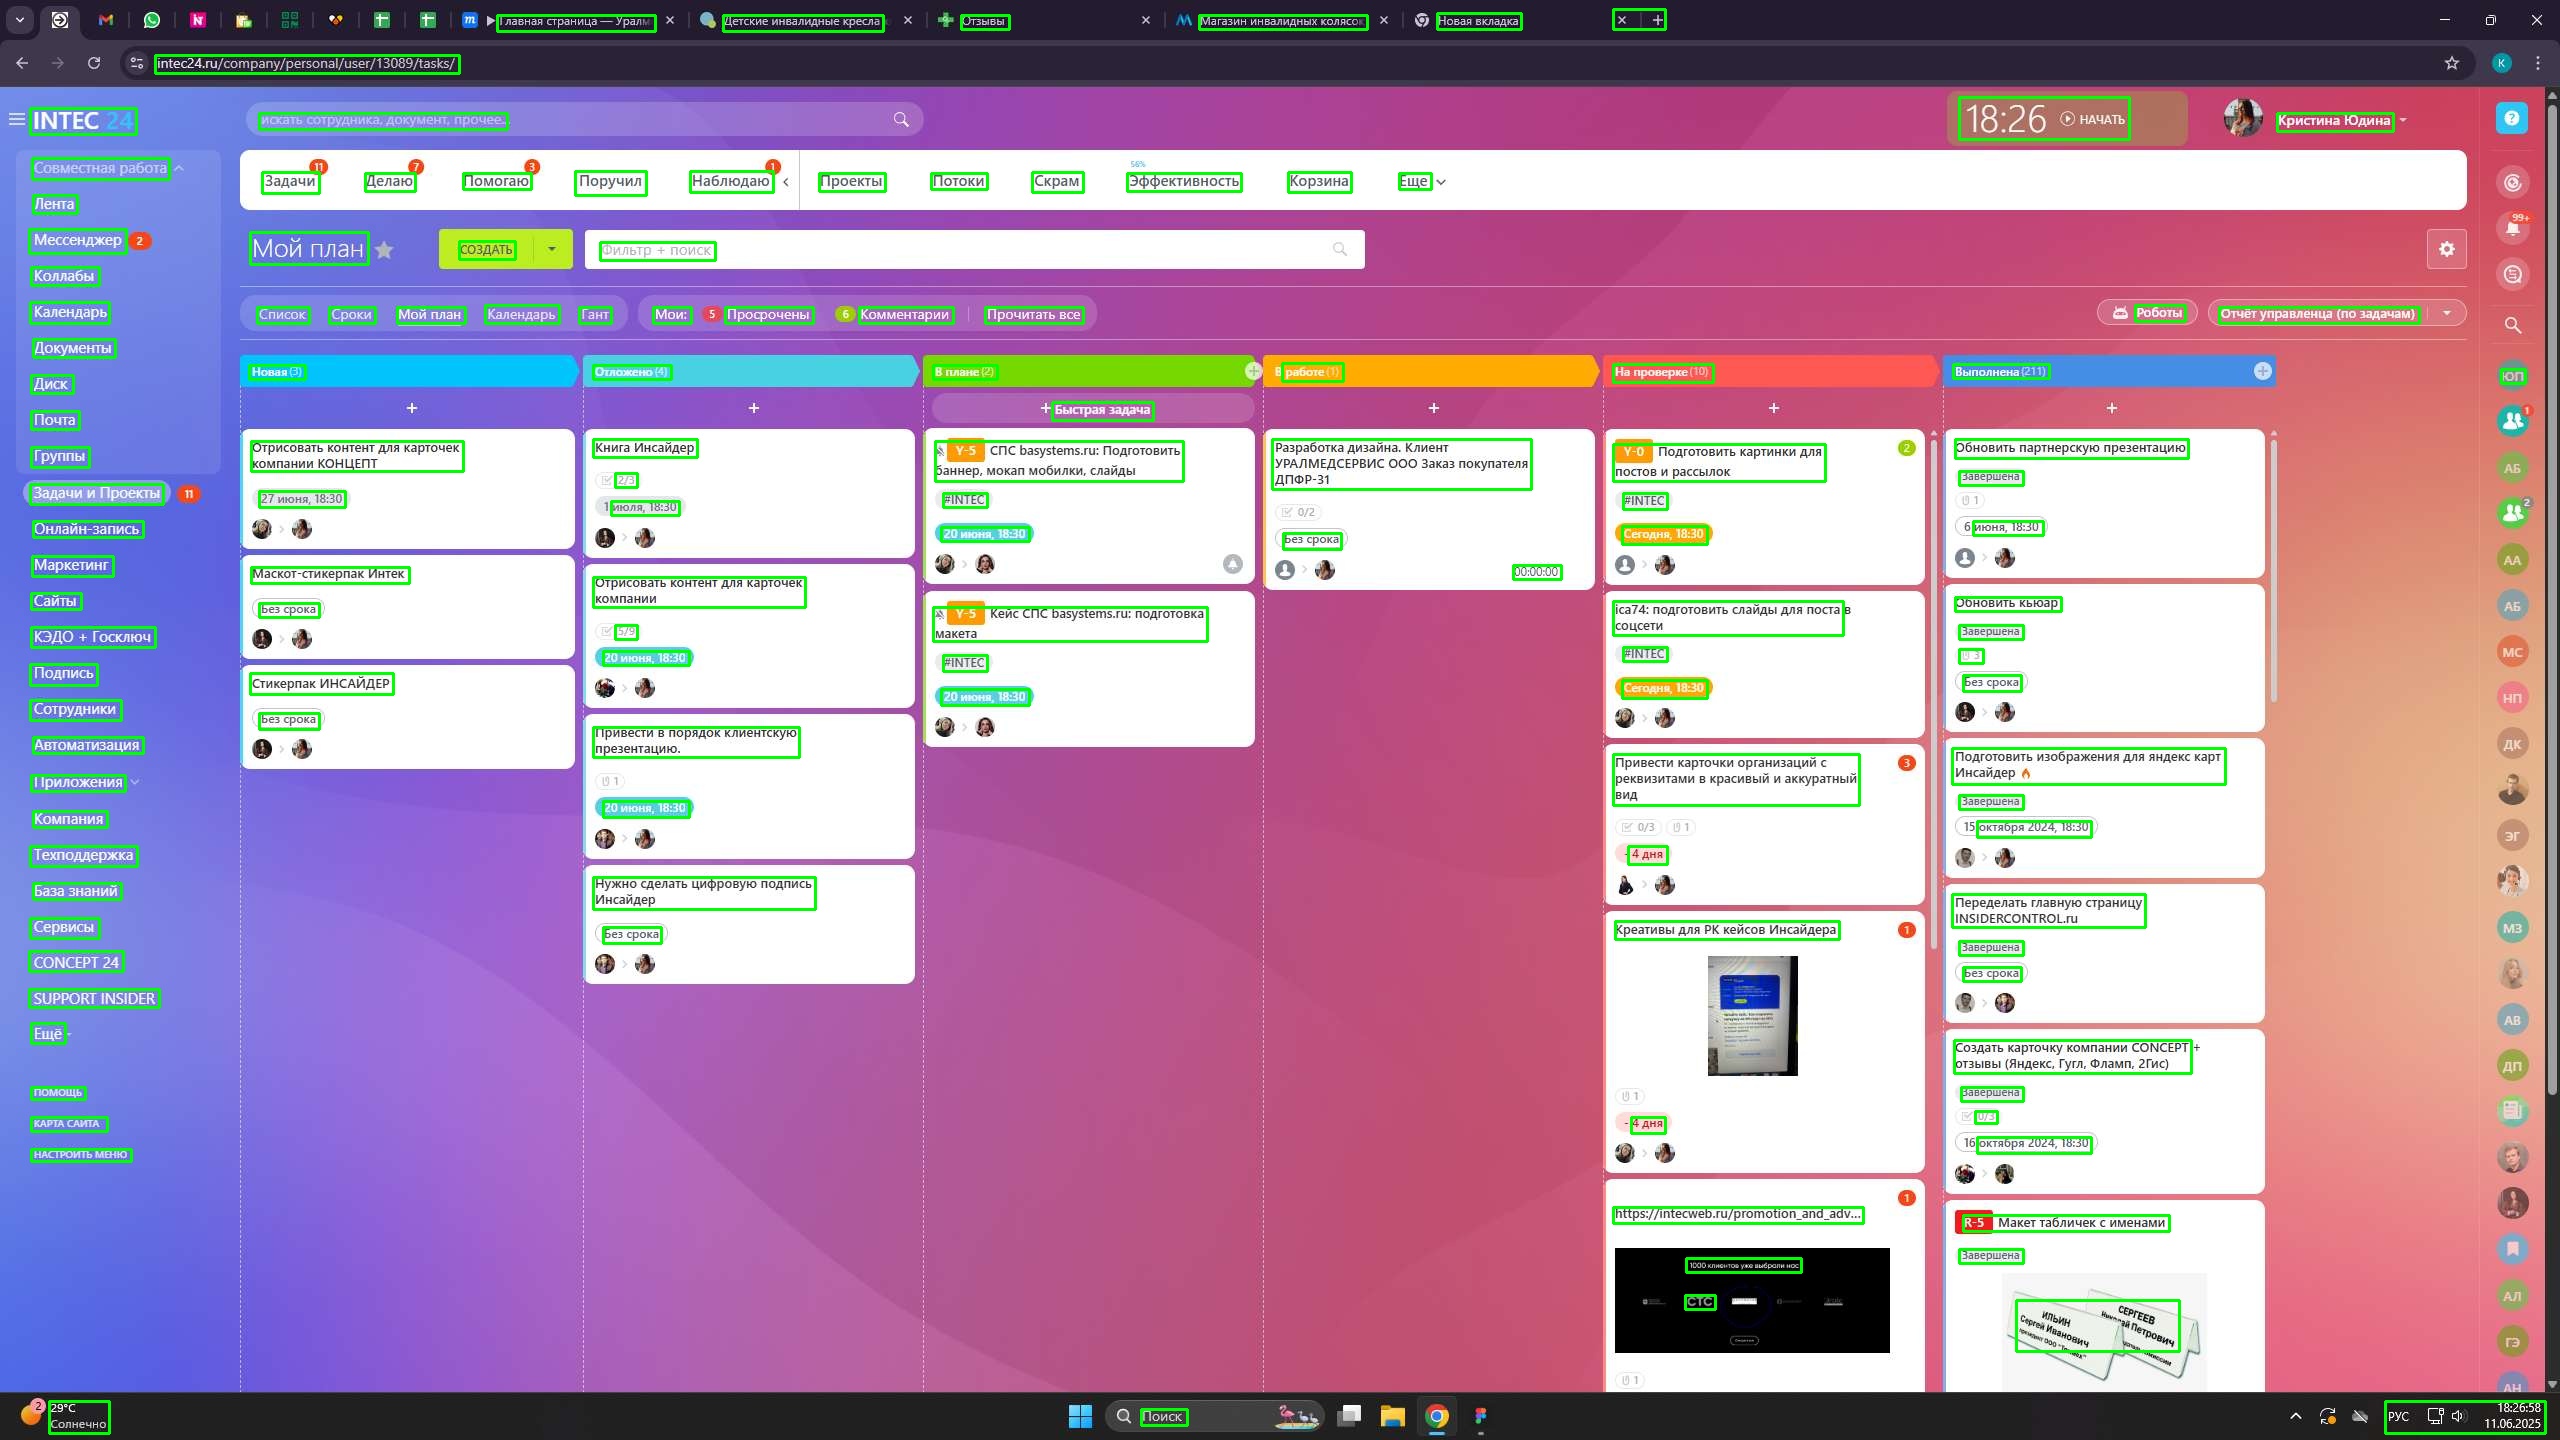 Главная страница — Уралм
Детские инвалидные кресла
Отзывы
Магазин инвалидных колясок
Новая вкладка
intec24.ru/company/personal/user/13089/tasks/
INTEC 24
искать сотрудника, документ, прочее...
18:26
НАЧАТЬ
Кристина Юдина
Совместная работа
Лента
Мессенджер 2
Коллабы
Календарь
Документы
Диск
Почта
Группы
Задачи и Проекты 11
Онлайн-запись
Маркетинг
Сайты
КЭДО + Госключ
Подпись
Сотрудники
Автоматизация
Приложения
Компания
Техподдержка
База знаний
Сервисы
CONCEPT 24
SUPPORT INSIDER
Ещё
ПОМОЩЬ
КАРТА САЙТА
НАСТРОИТЬ МЕНЮ
Задачи 11
Делаю 7
Помогаю 3
Поручил
Наблюдаю 1
Проекты
Потоки
Скрам
56%
Эффективность
Корзина
Еще
Мой план
СОЗДАТЬ
Фильтр + поиск
Список
Сроки
Мой план
Календарь
Гант
Мои:
5 Просрочены
6 Комментарии
Прочитать все
Роботы
Отчёт управленца (по задачам)
Новая (3)
Отрисовать контент для карточек
компании КОНЦЕПТ
27 июня, 18:30
Маскот-стикерпак Интек
Без срока
Стикерпак ИНСАЙДЕР
Без срока
Отложено (4)
Книга Инсайдер
2/3
1 июля, 18:30
Отрисовать контент для карточек
компании
5/9
20 июня, 18:30
Привести в порядок клиентскую
презентацию.
1
20 июня, 18:30
Нужно сделать цифровую подпись
Инсайдер
Без срока
В плане (2)
+ Быстрая задача
Y-5 СПС basystems.ru: Подготовить
баннер, мокап мобилки, слайды
#INTEC
20 июня, 18:30
Y-5 Кейс СПС basystems.ru: подготовка
макета
#INTEC
20 июня, 18:30
В работе (1)
Разработка дизайна. Клиент
УРАЛМЕДСЕРВИС ООО Заказ покупателя
ДПФР-31
0/2
Без срока
00:00:00
На проверке (10)
Y-0 Подготовить картинки для 2
постов и рассылок
#INTEC
Сегодня, 18:30
ica74: подготовить слайды для поста в
соцсети
#INTEC
Сегодня, 18:30
Привести карточки организаций с 3
реквизитами в красивый и аккуратный
вид
0/3 1
- 4 дня
Креативы для РК кейсов Инсайдера 1
1
- 4 дня
1
https://intecweb.ru/promotion_and_adv...
1000 клиентов уже выбрали нас
СТС
1
Выполнена (211)
Обновить партнерскую презентацию
Завершена
1
6 июня, 18:30
Обновить кьюар
Завершена
3
Без срока
Подготовить изображения для яндекс карт
Инсайдер
Завершена
15 октября 2024, 18:30
Переделать главную страницу
INSIDERCONTROL.ru
Завершена
Без срока
Создать карточку компании CONCEPT +
отзывы (Яндекс, Гугл, Фламп, 2Гис)
Завершена
0/3
16 октября 2024, 18:30
R-5 Макет табличек с именами
Завершена
ИЛЬИН
Сергей Иванович
СЕРГЕЕВ
Петрович
99+
ЮП
1
АБ
2
АА
АБ
МС
НП
ДК
ЭГ
МЗ
АВ
ДП
АЛ
ГЭ
АН
2
29°C
Солнечно
Поиск
РУС
18:26:58
11.06.2025